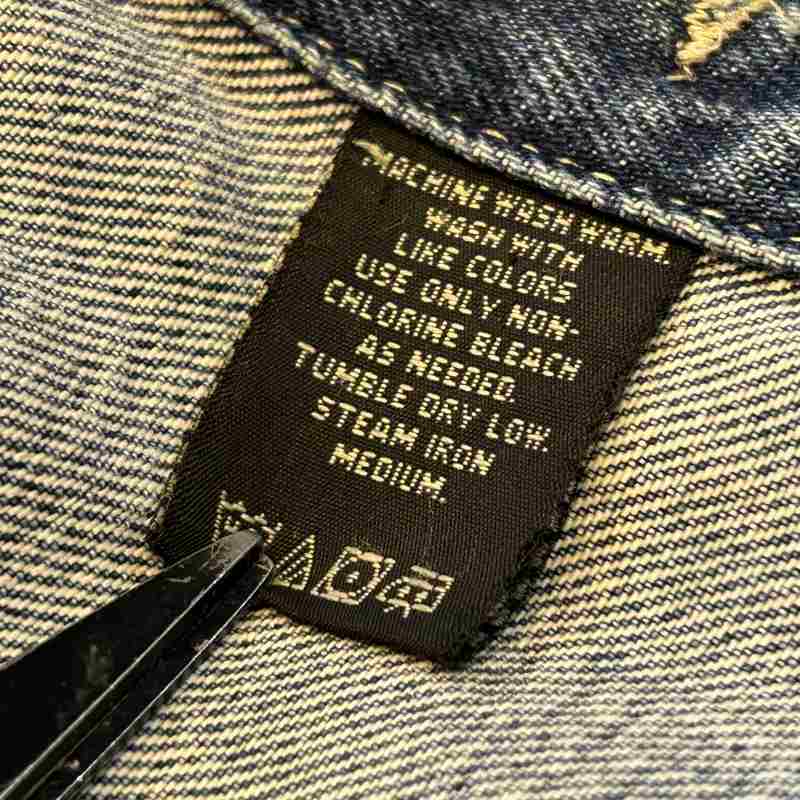 MACHINE WASH WARM.
WASH WITH
LIKE COLORS
USE ONLY NON-
CHLORINE BLEACH
AS NEEDED.
TUMBLE DRY LOW.
STEAM IRON
MEDIUM.